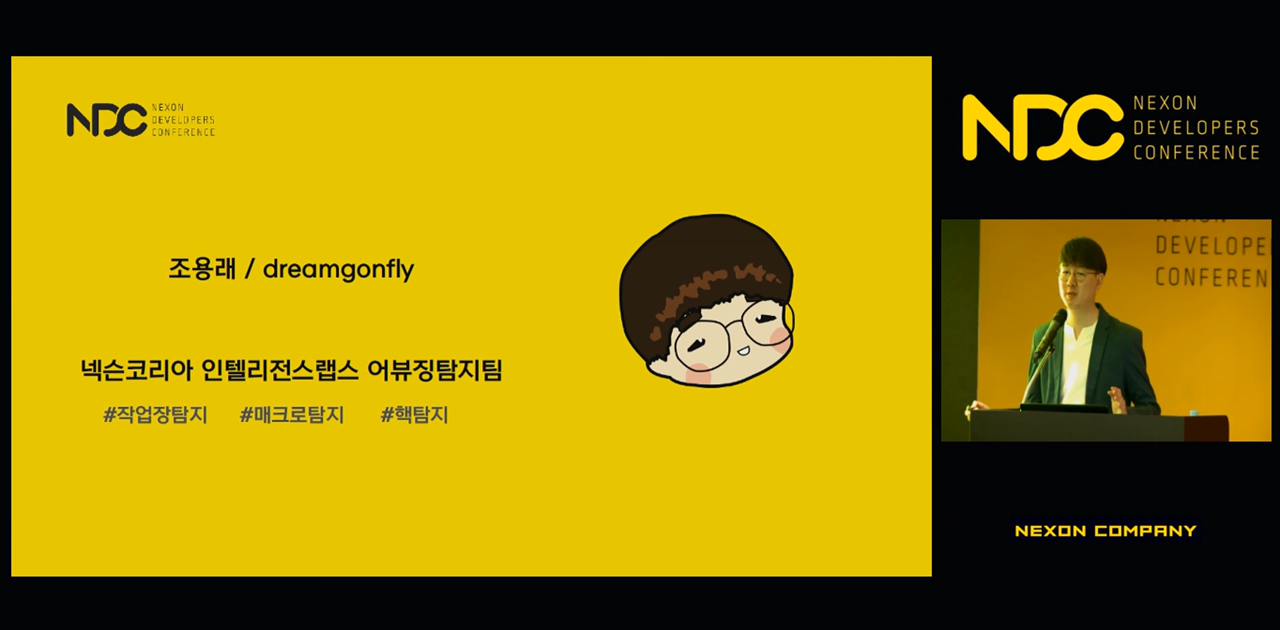 NDC NEXON
DEVELOPERS
CONFERENCE
조용래 / dreamgonfly
넥슨코리아 인텔리전스랩스 어뷰징탐지팀
#작업장탐지 #매크로탐지 #핵탐지
NDC NEXON
DEVELOPERS
CONFERENCE
NEXON
DEVELOPE
CONFEREN
NEXON COMPANY